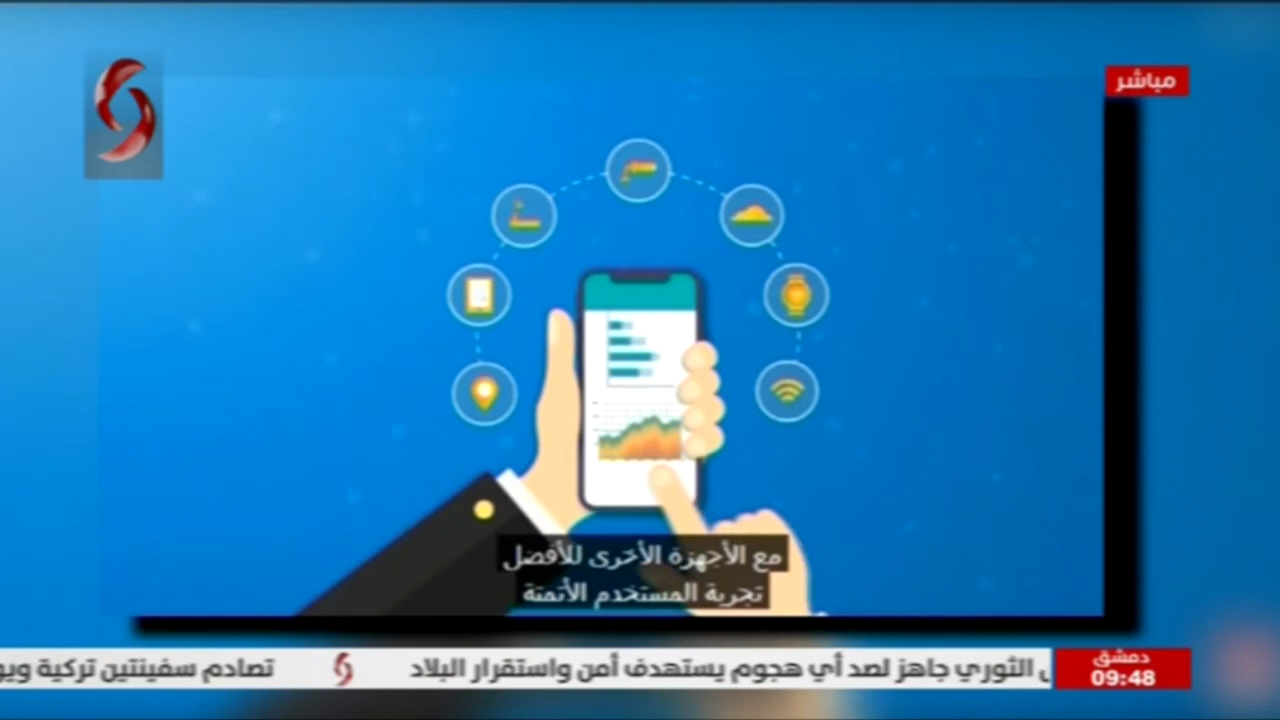 مباشر
مع الأجهزة الأخرى للأفضل
تجربة المستخدم الأتمتة
دمشق
09:48
الثوري جاهز لصد أي هجوم يستهدف أمن واستقرار البلاد
تصادم سفينتين تركية